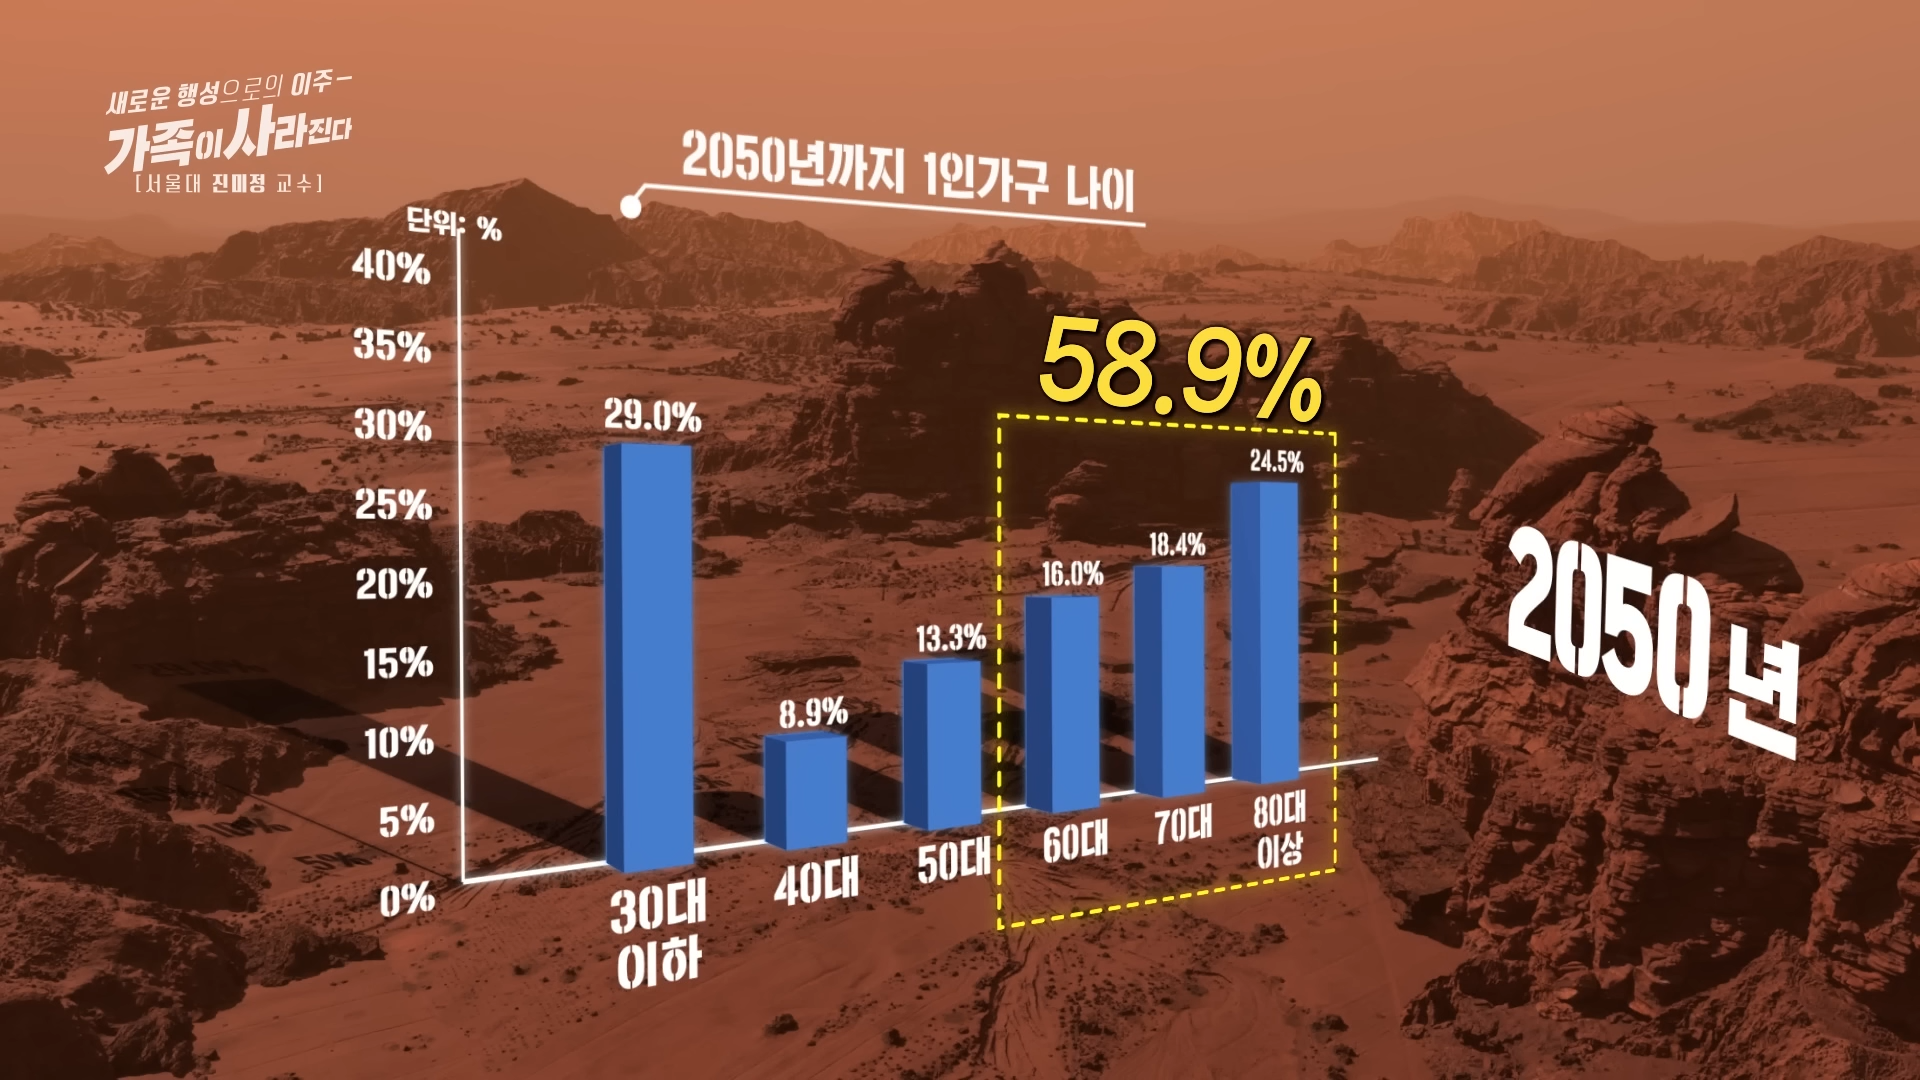 새로운 행성으로의 이주–
가족이 사라진다
[서울대 진미정 교수]
2050년까지 1인가구 나이
단위: %
40%
35%
30%
25%
20%
15%
10%
5%
0%
29.0%
8.9%
13.3%
58.9%
16.0%
18.4%
24.5%
30대
이하
40대
50대
60대
70대
80대
이상
2050년